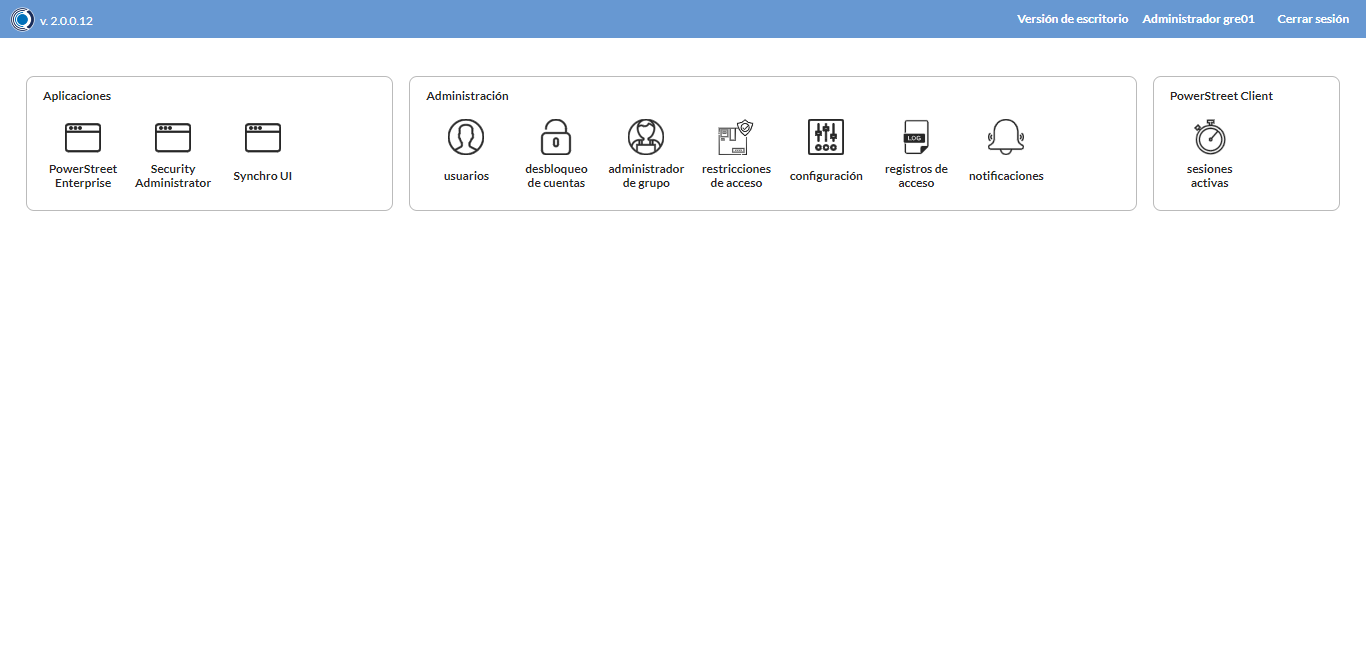 v. 2.0.0.12
Versión de escritorio
Administrador gre01
Cerrar sesión
Aplicaciones
PowerStreet
Enterprise
Security
Administrator
Synchro UI
Administración
usuarios
desbloqueo
de cuentas
administrador
de grupo
restricciones
de acceso
configuración
LOG
registros de
acceso
notificaciones
PowerStreet Client
sesiones
activas